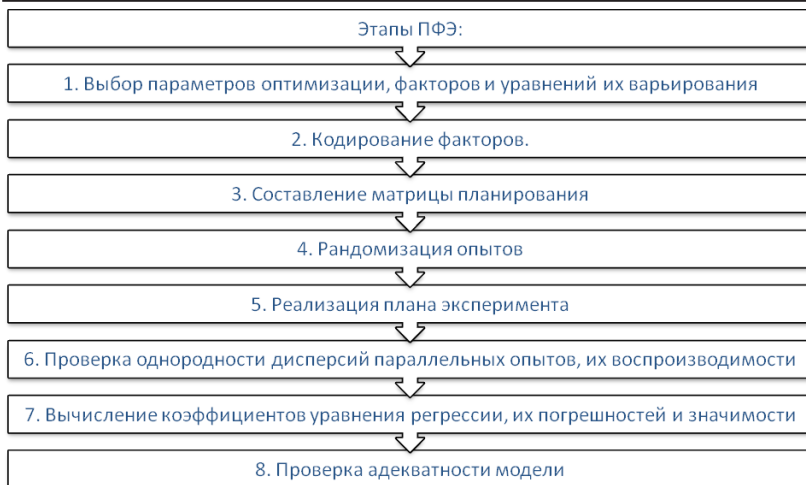 Этапы ПФЭ:
1. Выбор параметров оптимизации, факторов и уравнений их варьирования
2. Кодирование факторов.
3. Составление матрицы планирования
4. Рандомизация опытов
5. Реализация плана эксперимента
6. Проверка однородности дисперсий параллельных опытов, их воспроизводимости
7. Вычисление коэффициентов уравнения регрессии, их погрешностей и значимости
8. Проверка адекватности модели